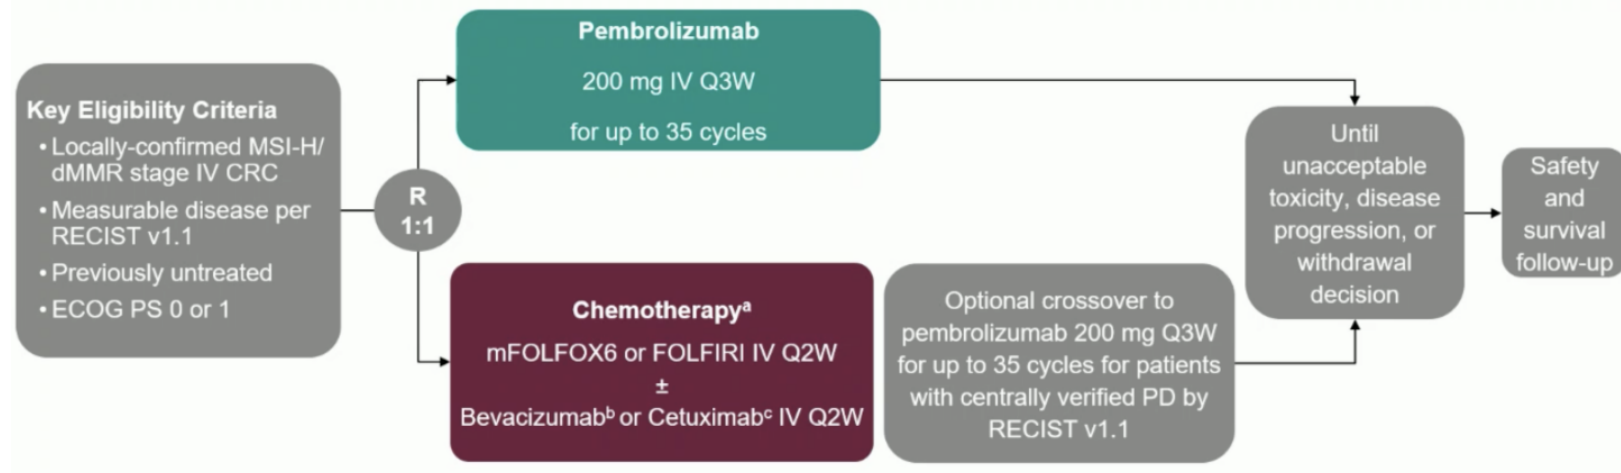 Key Eligibility Criteria
• Locally-confirmed MSI-H/
dMMR stage IV CRC
• Measurable disease per
RECIST v1.1
• Previously untreated
• ECOG PS 0 or 1
R
1:1
Pembrolizumab
200 mg IV Q3W
for up to 35 cycles
Chemotherapyᵃ
mFOLFOX6 or FOLFIRI IV Q2W
±
Bevacizumabᵇ or Cetuximabᶜ IV Q2W
Optional crossover to
pembrolizumab 200 mg Q3W
for up to 35 cycles for patients
with centrally verified PD by
RECIST v1.1
Until
unacceptable
toxicity, disease
progression, or
withdrawal
decision
Safety
and
survival
follow-up